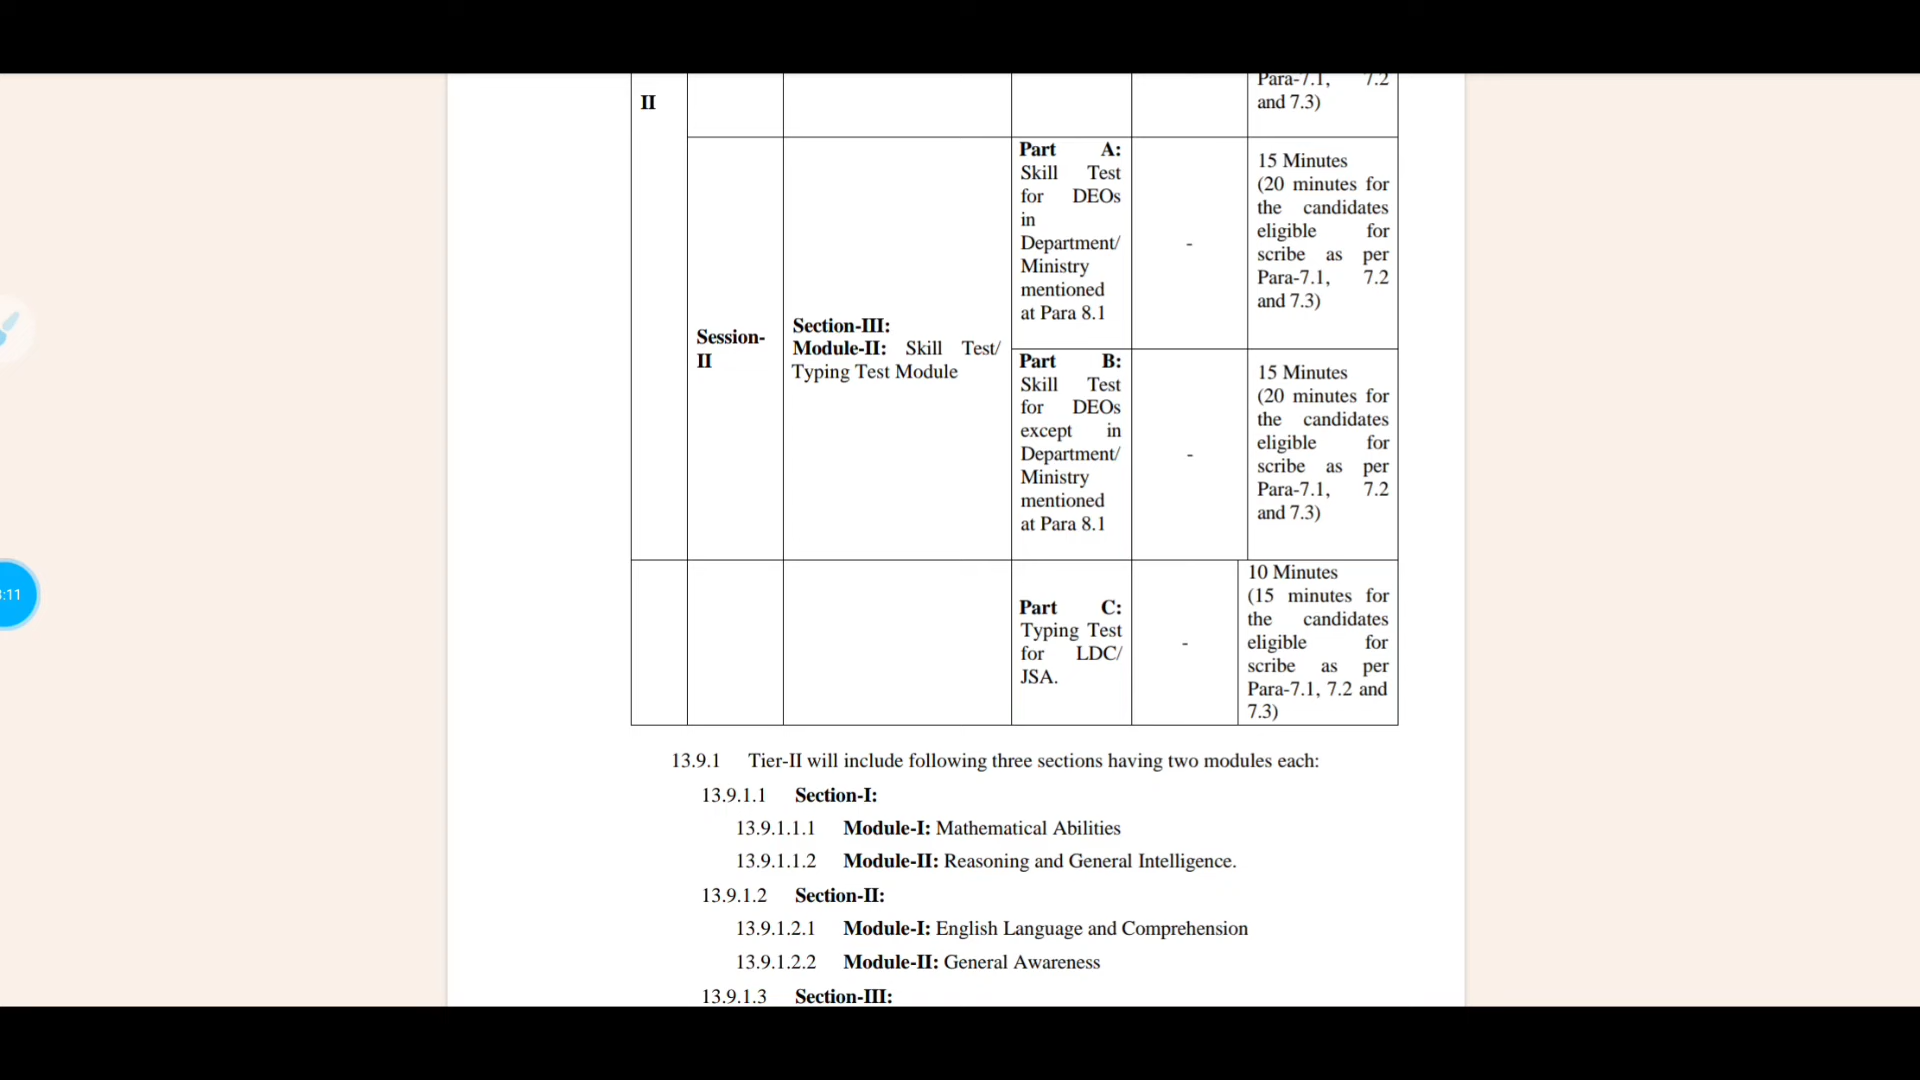 Para-7.1, 7.2
and 7.3)
II
Session-
II
Section-III:
Module-II: Skill Test/
Typing Test Module
Part A:
Skill Test
for DEOs
in
Department/
Ministry
mentioned
at Para 8.1
-
15 Minutes
(20 minutes for
the candidates
eligible for
scribe as per
Para-7.1, 7.2
and 7.3)
Part B:
Skill Test
for DEOs
except in
Department/
Ministry
mentioned
at Para 8.1
-
15 Minutes
(20 minutes for
the candidates
eligible for
scribe as per
Para-7.1, 7.2
and 7.3)
Part C:
Typing Test
for LDC/
JSA.
-
10 Minutes
(15 minutes for
the candidates
eligible for
scribe as per
Para-7.1, 7.2 and
7.3)
:11
13.9.1 Tier-II will include following three sections having two modules each:
13.9.1.1 Section-I:
13.9.1.1.1 Module-I: Mathematical Abilities
13.9.1.1.2 Module-II: Reasoning and General Intelligence.
13.9.1.2 Section-II:
13.9.1.2.1 Module-I: English Language and Comprehension
13.9.1.2.2 Module-II: General Awareness
13.9.1.3 Section-III: